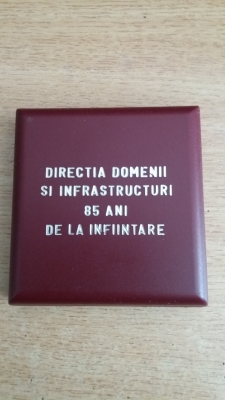 DIRECTIA DOMENII
SI INFRASTRUCTURI
85 ANI
DE LA INFIINTARE